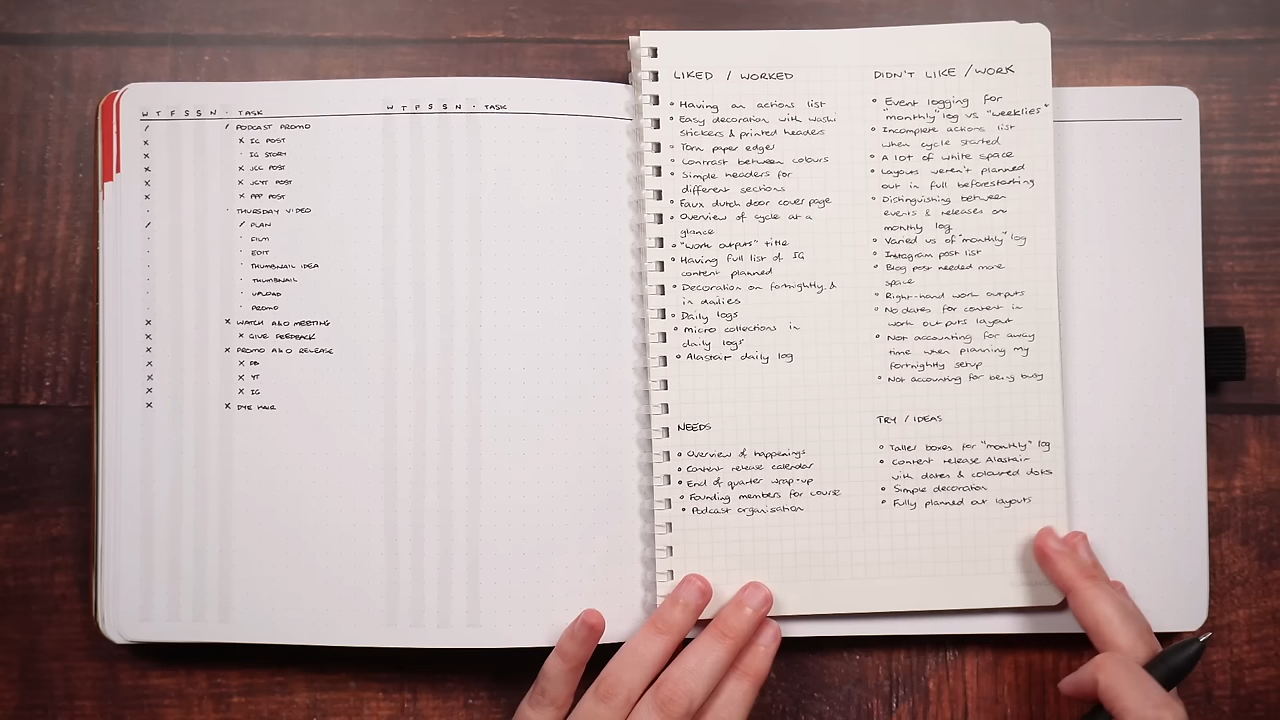 W T F S S N · TASK
/ / PODCAST PROMO
X X IG POST
· IG STORY
X X JCC POST
X X JCYT POST
X X PPP POST
· · THURSDAY VIDEO
/ / PLAN
· · FILM
· · EDIT
· · THUMBNAIL IDEA
· · THUMBNAIL
· · UPLOAD
· · PROMO
X X WATCH A&O MEETING
X X GIVE FEEDBACK
X X PROMO A&O RELEASE
X X FB
X X YT
X X IG
X X DYE HAIR
W T F S S N · TASK
LIKED / WORKED
• Having an actions list
• Easy decoration with washi
stickers & printed headers
• Torn paper edges
• Contrast between colours
• Simple headers for
different sections
• Faux dutch door cover page
• Overview of cycle at a
glance
• "Work outputs" title
• Having full list of IG
content planned
• Decoration on fortnightly &
in dailies
• Daily logs
• Micro collections in
daily logs
• Alastair daily log
DIDN'T LIKE / WORK
• Event logging for
"monthly" log vs "weeklies"
• Incomplete actions list
when cycle started
• A lot of white space
• Layouts weren't planned
out in full before starting
• Distinguishing between
events & releases on
monthly log
• Varied us of "monthly" log
• Instagram post list
• Blog post needed more
space
• Right-hand work outputs
• No dates for content in
work outputs layout
• Not accounting for away
time when planning my
fortnightly setup
• Not accounting for being busy
NEEDS
• Overview of happenings
• Content release calendar
• End of quarter wrap-up
• Founding members for course
• Podcast organisation
TRY / IDEAS
• Taller boxes for "monthly" log
• Content release Alastair
with dates & coloured dots
• Simple decoration
• Fully planned out layouts